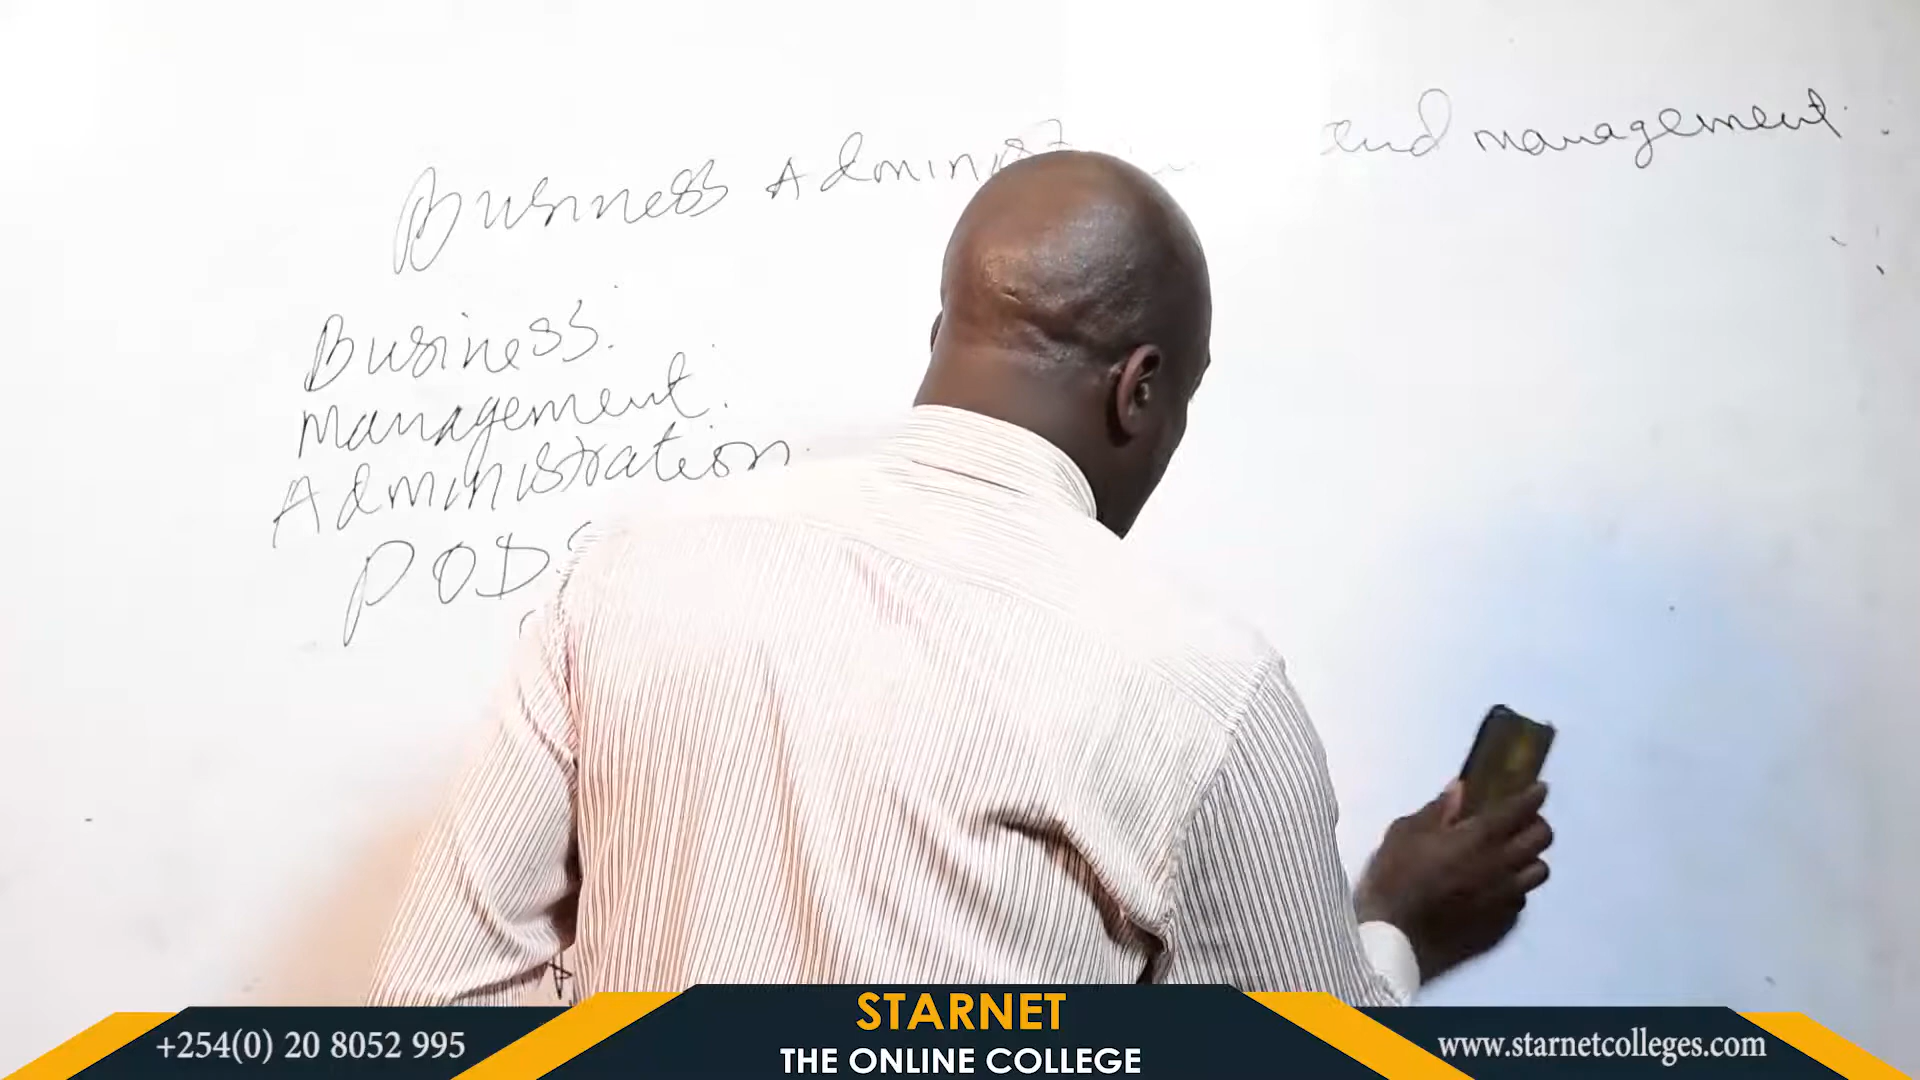 Business Administ and management.
Business.
Management.
Administration.
POD
+254(0) 20 8052 995
STARNET
THE ONLINE COLLEGE
www.starnetcolleges.com